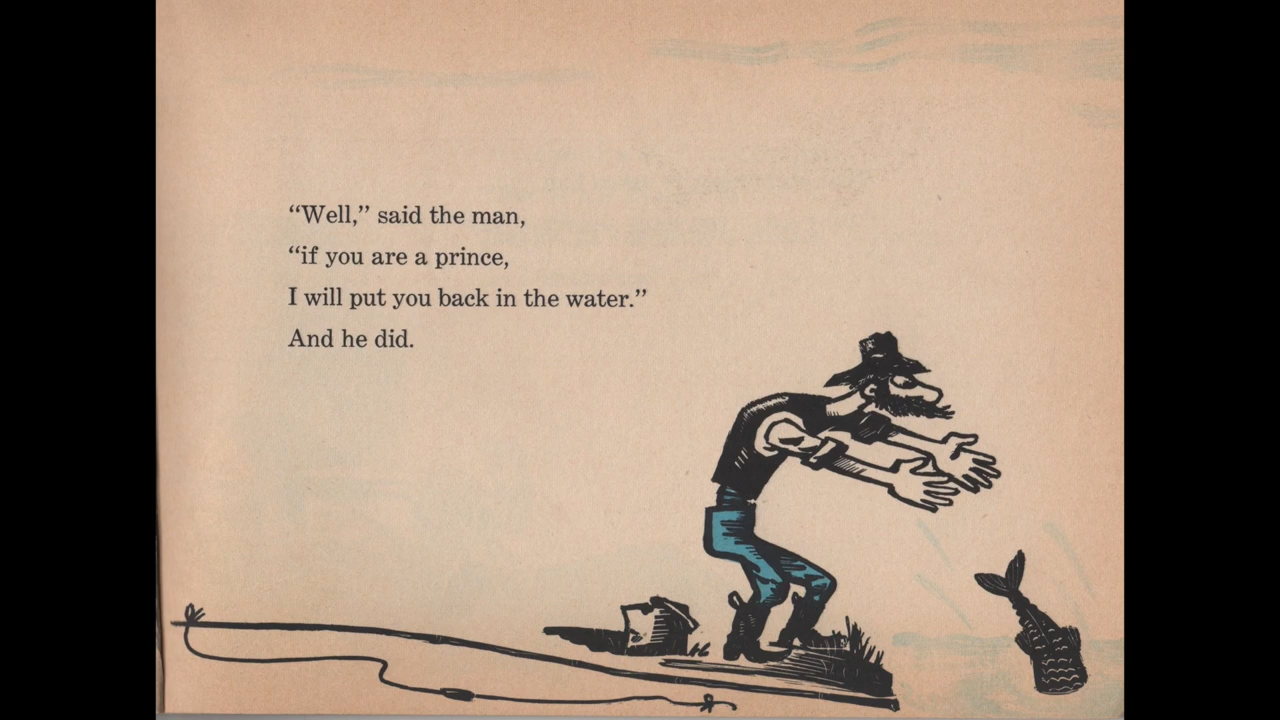 “Well,” said the man,
“if you are a prince,
I will put you back in the water.”
And he did.